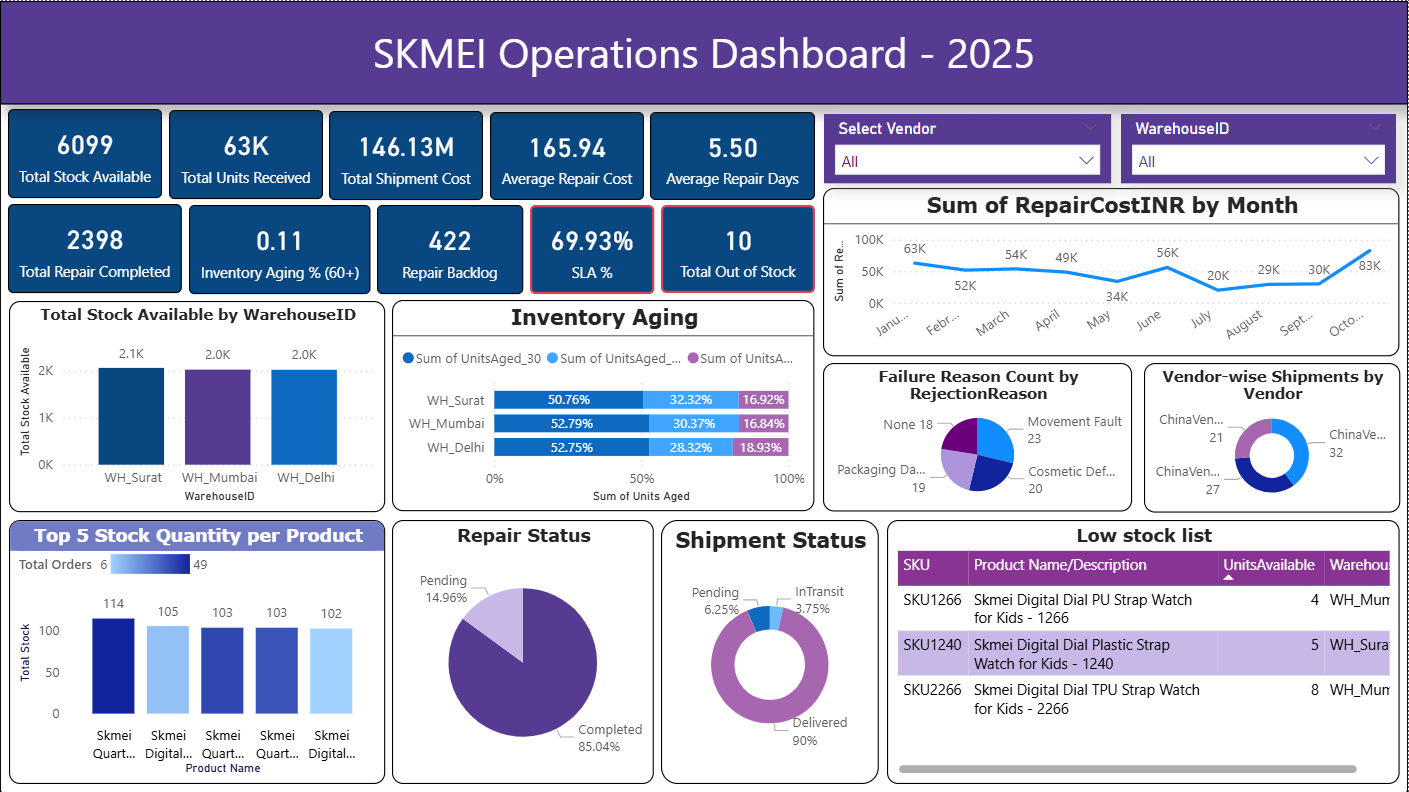 SKMEI Operations Dashboard - 2025
6099
Total Stock Available
63K
Total Units Received
146.13M
Total Shipment Cost
165.94
Average Repair Cost
5.50
Average Repair Days
Select Vendor
All
WarehouseID
All
2398
Total Repair Completed
0.11
Inventory Aging % (60+)
422
Repair Backlog
69.93%
SLA %
10
Total Out of Stock
Sum of RepairCostINR by Month
Sum of Re...
100K
50K
0K
63K
52K
54K
49K
34K
56K
20K
29K
30K
83K
Janu...
Febr...
March
April
May
June
July
August
Sept...
Octo...
Total Stock Available by WarehouseID
Total Stock Available
2K
1K
0K
2.1K
2.0K
2.0K
WH_Surat
WH_Mumbai
WH_Delhi
WarehouseID
Inventory Aging
Sum of UnitsAged_30
Sum of UnitsAged_...
Sum of UnitsA...
WH_Surat
50.76%
32.32%
16.92%
WH_Mumbai
52.79%
30.37%
16.84%
WH_Delhi
52.75%
28.32%
18.93%
0%
50%
100%
Sum of Units Aged
Failure Reason Count by
RejectionReason
None 18
Movement Fault
23
Packaging Da...
19
Cosmetic Def...
20
Vendor-wise Shipments by
Vendor
ChinaVen...
21
ChinaVe...
32
ChinaVen...
27
Top 5 Stock Quantity per Product
Total Orders
6
49
Total Stock
100
50
0
114
105
103
103
102
Skmei
Quart...
Skmei
Digital...
Skmei
Quart...
Skmei
Quart...
Skmei
Digital...
Product Name
Repair Status
Pending
14.96%
Completed
85.04%
Shipment Status
Pending
6.25%
InTransit
3.75%
Delivered
90%
Low stock list
SKU
Product Name/Description
UnitsAvailable
Warehou
SKU1266
Skmei Digital Dial PU Strap Watch
for Kids - 1266
4
WH_Mum
SKU1240
Skmei Digital Dial Plastic Strap
Watch for Kids - 1240
5
WH_Sura
SKU2266
Skmei Digital Dial TPU Strap Watch
for Kids - 2266
8
WH_Mum